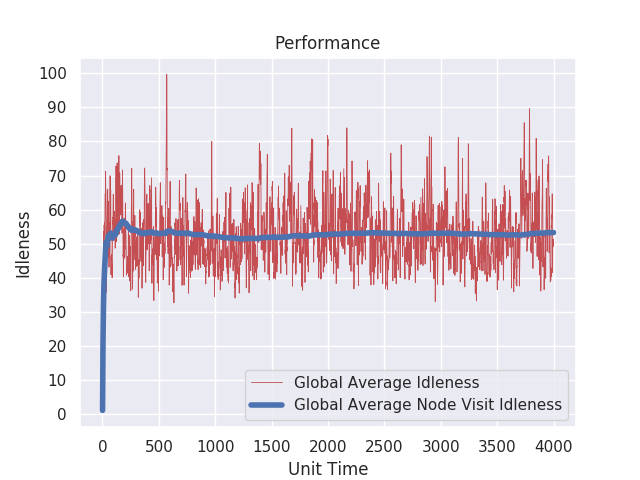 Performance
Idleness
100
90
80
70
60
50
40
30
20
10
0
Global Average Idleness
Global Average Node Visit Idleness
0 500 1000 1500 2000 2500 3000 3500 4000
Unit Time